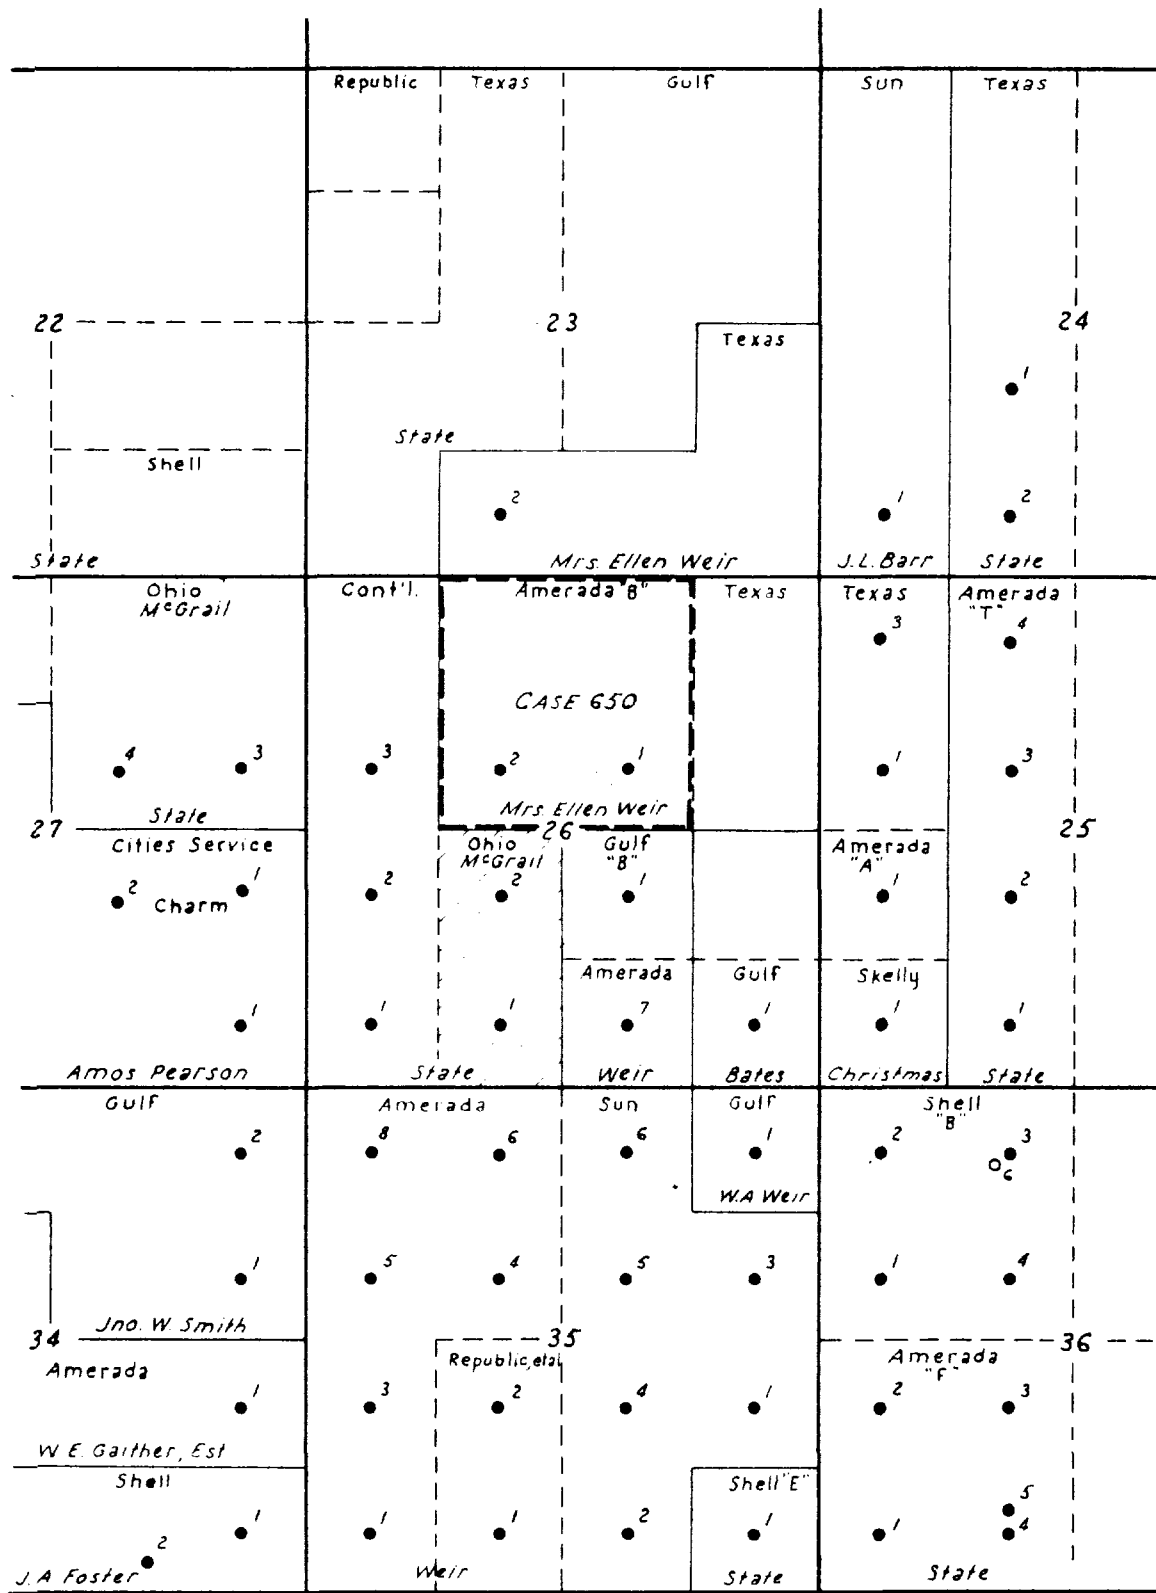 Republic Texas Gulf Sun Texas
22 23 24
Texas
1
State
Shell
2 1 2
State Mrs. Ellen Weir J.L. Barr State
Ohio Cont'l. Amerada "B" Texas Texas Amerada
McGrail "T"
3 4
CASE 650
4 3 3 2 1 1 3
State Mrs. Ellen Weir
27 26 25
Cities Service Ohio Gulf Amerada
McGrail "B" "A"
2 1 2 2 1 1 2
Charm
Amerada Gulf Skelly
1 1 1 7 1 1 1
Amos Pearson State Weir Bates Christmas State
Gulf Amerada Sun Gulf Shell
"B"
2 8 6 6 1 2 3
6
W.A Weir
1 5 4 5 3 1 4
Jno. W. Smith
34 35 36
Amerada Republic, etal Amerada
"F"
1 3 2 4 1 2 3
W E. Gaither, Est
Shell Shell "E"
5
2 1 1 1 2 1 1 4
J. A Foster Weir State State